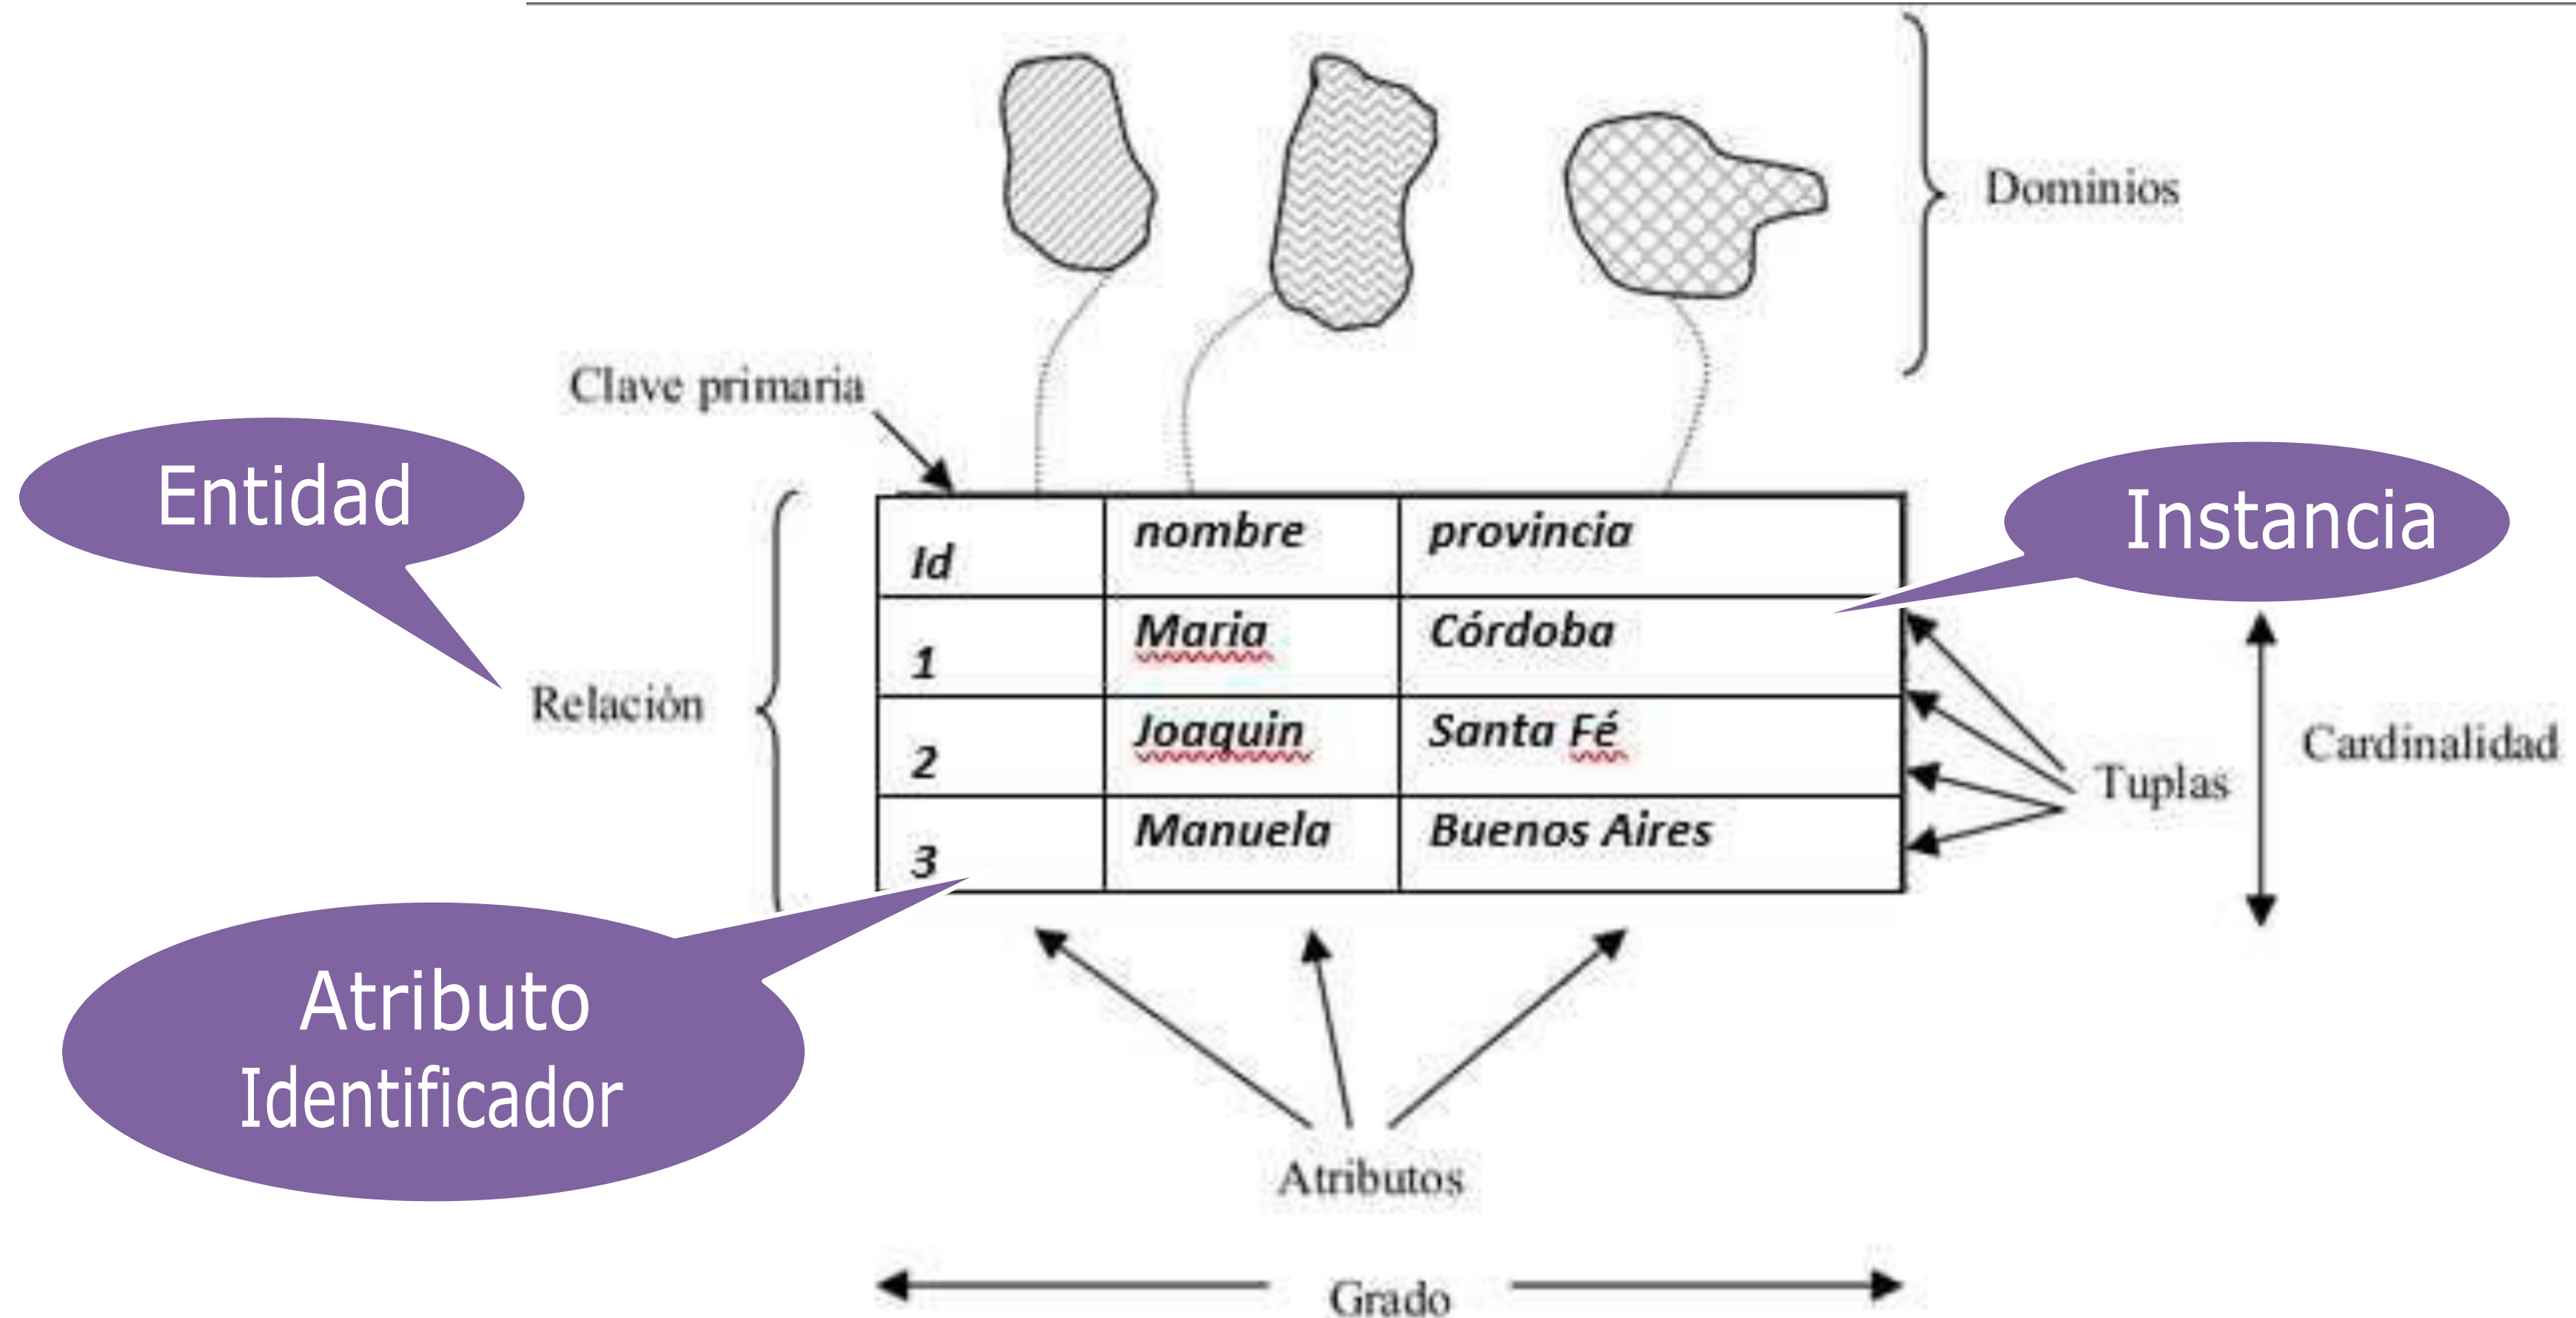 Dominios
Clave primaria
Entidad
Instancia
Id nombre provincia
1 Maria Córdoba
2 Joaquin Santa Fé
3 Manuela Buenos Aires
Relación
Tuplas
Cardinalidad
Atributo
Identificador
Atributos
Grado